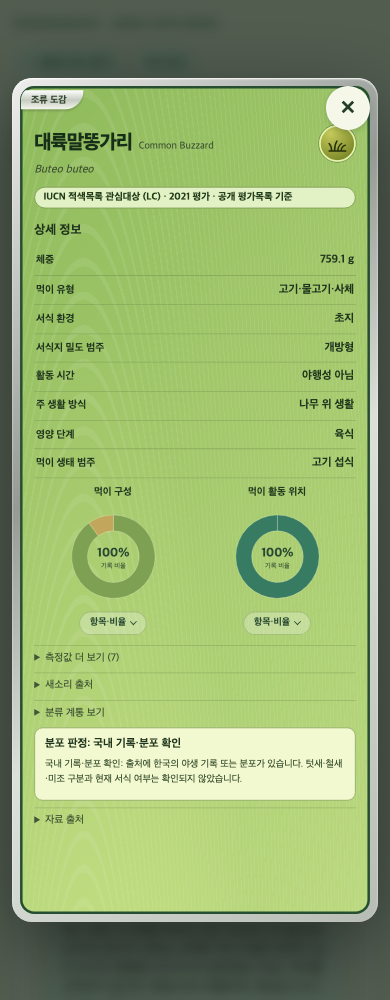 조류 도감
×
대륙말똥가리 Common Buzzard
Buteo buteo
IUCN 적색목록 관심대상 (LC) · 2021 평가 · 공개 평가목록 기준
상세 정보
체중 759.1 g
먹이 유형 고기·물고기·사체
서식 환경 초지
서식지 밀도 범주 개방형
활동 시간 야행성 아님
주 생활 방식 나무 위 생활
영양 단계 육식
먹이 생태 범주 고기 섭식
먹이 구성 먹이 활동 위치
100% 100%
기록 비율 기록 비율
항목·비율 항목·비율
▶ 측정값 더 보기 (7)
▶ 새소리 출처
▶ 분류 계통 보기
분포 판정: 국내 기록·분포 확인
국내 기록·분포 확인: 출처에 한국의 야생 기록 또는 분포가 있습니다. 텃새·철새
·미조 구분과 현재 서식 여부는 확인되지 않았습니다.
▶ 자료 출처